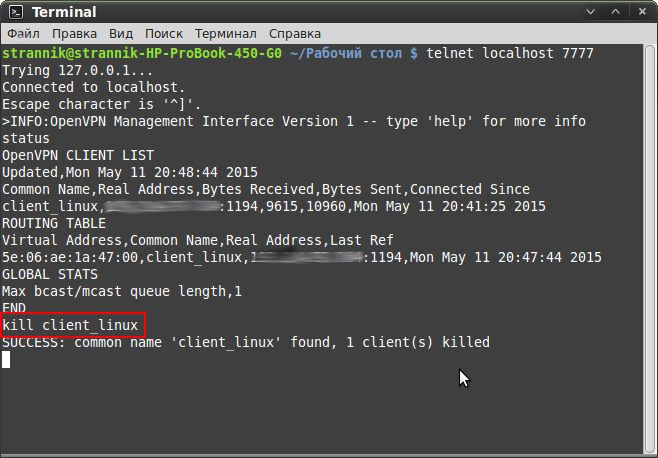 Terminal
Файл Правка Вид Поиск Терминал Справка
strannik@strannik-HP-ProBook-450-G0 ~/Рабочий стол $ telnet localhost 7777
Trying 127.0.0.1...
Connected to localhost.
Escape character is '^]'.
>INFO:OpenVPN Management Interface Version 1 -- type 'help' for more info
status
OpenVPN CLIENT LIST
Updated,Mon May 11 20:48:44 2015
Common Name,Real Address,Bytes Received,Bytes Sent,Connected Since
client_linux, :1194,9615,10960,Mon May 11 20:41:25 2015
ROUTING TABLE
Virtual Address,Common Name,Real Address,Last Ref
5e:06:ae:1a:47:00,client_linux, :1194,Mon May 11 20:47:44 2015
GLOBAL STATS
Max bcast/mcast queue length,1
END
kill client_linux
SUCCESS: common name 'client_linux' found, 1 client(s) killed